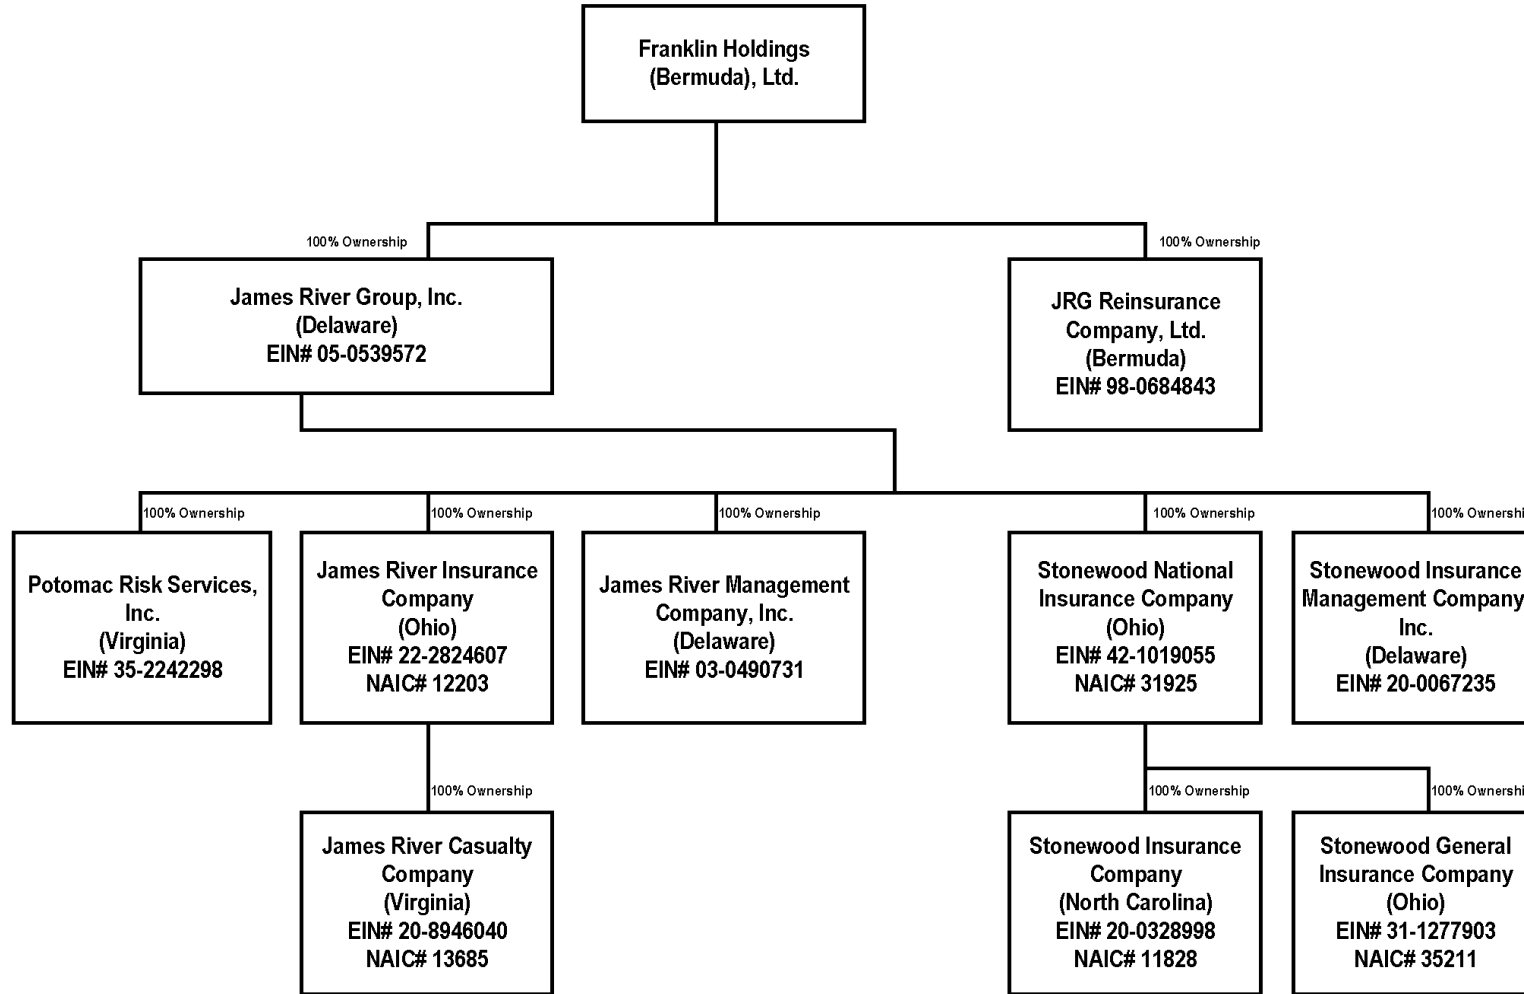 Franklin Holdings
(Bermuda), Ltd.
100% Ownership
100% Ownership
James River Group, Inc.
(Delaware)
EIN# 05-0539572
JRG Reinsurance
Company, Ltd.
(Bermuda)
EIN# 98-0684843
100% Ownership
100% Ownership
100% Ownership
100% Ownership
100% Ownershi
Potomac Risk Services,
Inc.
(Virginia)
EIN# 35-2242298
James River Insurance
Company
(Ohio)
EIN# 22-2824607
NAIC# 12203
James River Management
Company, Inc.
(Delaware)
EIN# 03-0490731
Stonewood National
Insurance Company
(Ohio)
EIN# 42-1019055
NAIC# 31925
Stonewood Insurance
Management Company
Inc.
(Delaware)
EIN# 20-0067235
100% Ownership
100% Ownership
100% Ownershi
James River Casualty
Company
(Virginia)
EIN# 20-8946040
NAIC# 13685
Stonewood Insurance
Company
(North Carolina)
EIN# 20-0328998
NAIC# 11828
Stonewood General
Insurance Company
(Ohio)
EIN# 31-1277903
NAIC# 35211